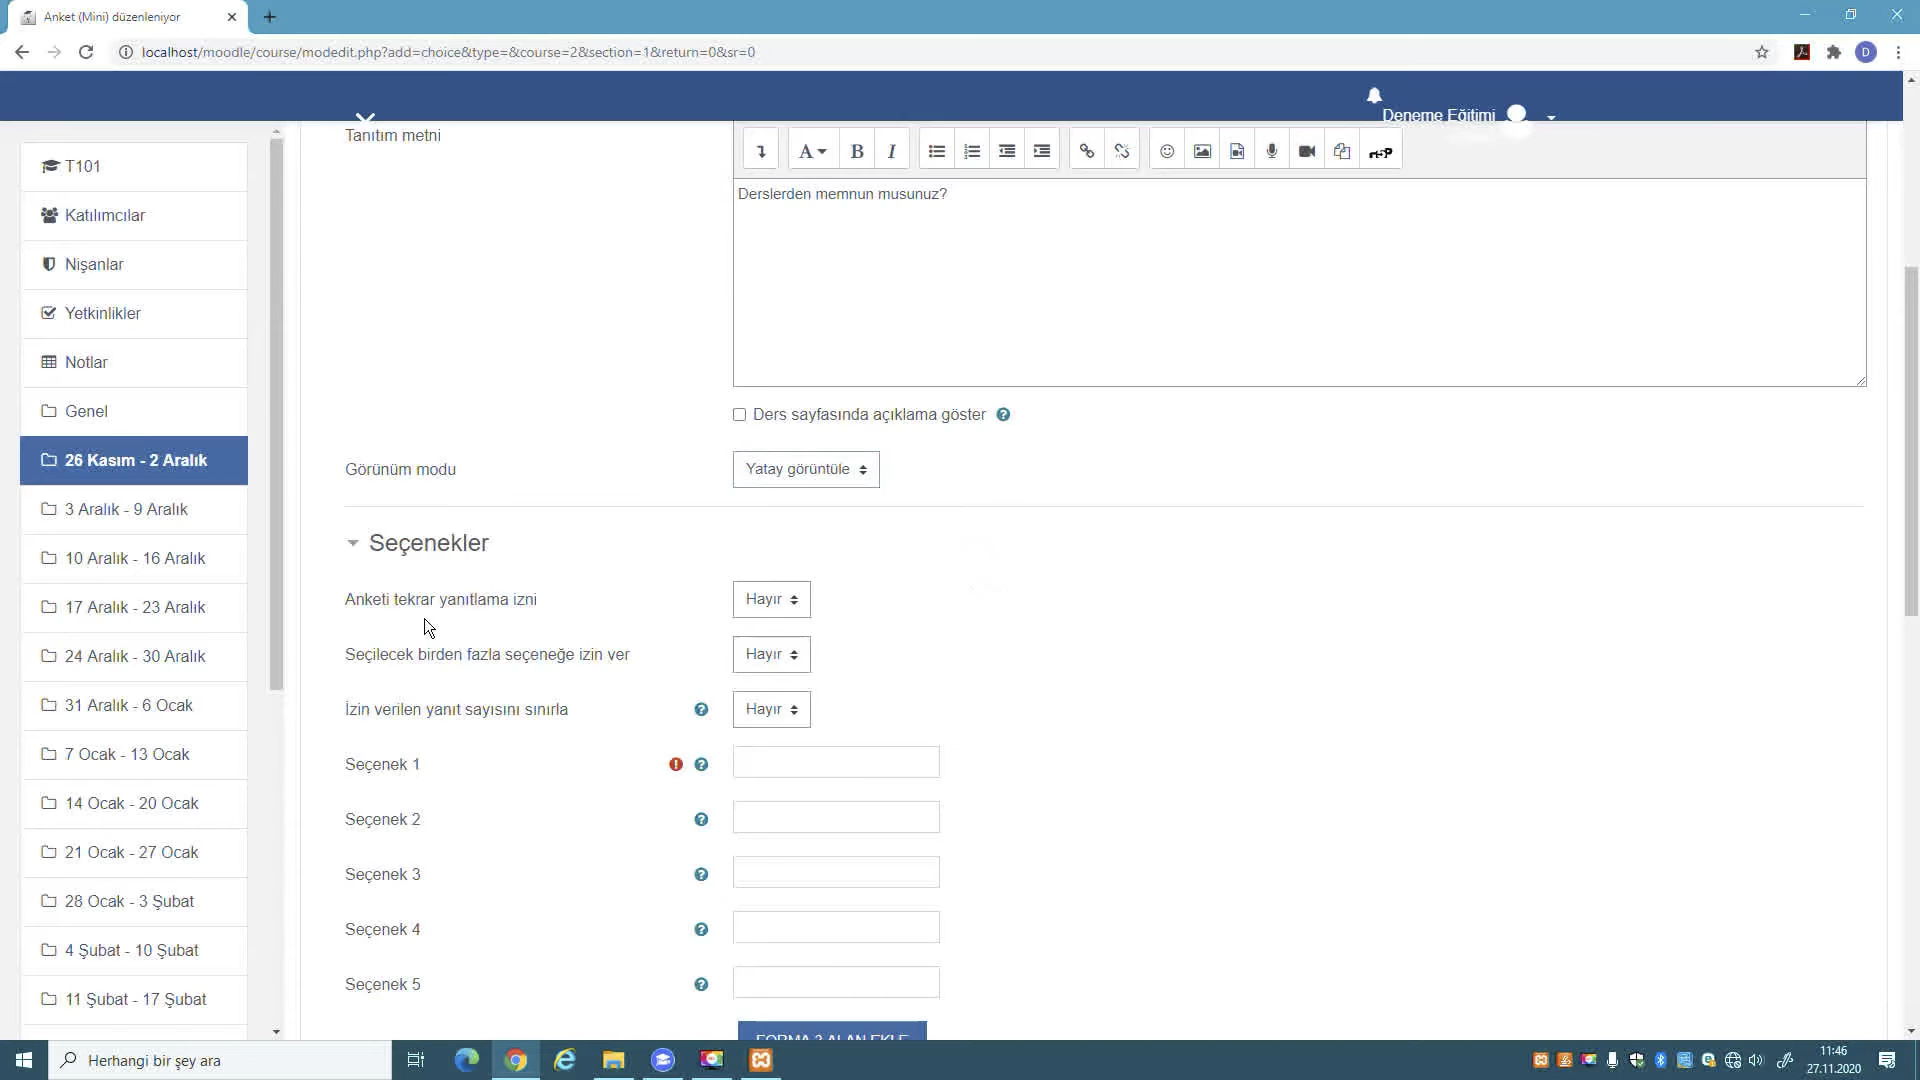 Anket (Mini) düzenleniyor
localhost/moodle/course/modedit.php?add=choice&type=&course=2&section=1&return=0&sr=0
D
Deneme Eğitimi
T101
Katılımcılar
Nişanlar
Yetkinlikler
Notlar
Genel
26 Kasım - 2 Aralık
3 Aralık - 9 Aralık
10 Aralık - 16 Aralık
17 Aralık - 23 Aralık
24 Aralık - 30 Aralık
31 Aralık - 6 Ocak
7 Ocak - 13 Ocak
14 Ocak - 20 Ocak
21 Ocak - 27 Ocak
28 Ocak - 3 Şubat
4 Şubat - 10 Şubat
11 Şubat - 17 Şubat
Tanıtım metni
A B I
H-P
Derslerden memnun musunuz?
Ders sayfasında açıklama göster
Görünüm modu
Yatay görüntüle
Seçenekler
Anketi tekrar yanıtlama izni
Hayır
Seçilecek birden fazla seçeneğe izin ver
Hayır
İzin verilen yanıt sayısını sınırla
Hayır
Seçenek 1
Seçenek 2
Seçenek 3
Seçenek 4
Seçenek 5
FORMA 3 ALAN EKLE
Herhangi bir şey ara
11:46
27.11.2020